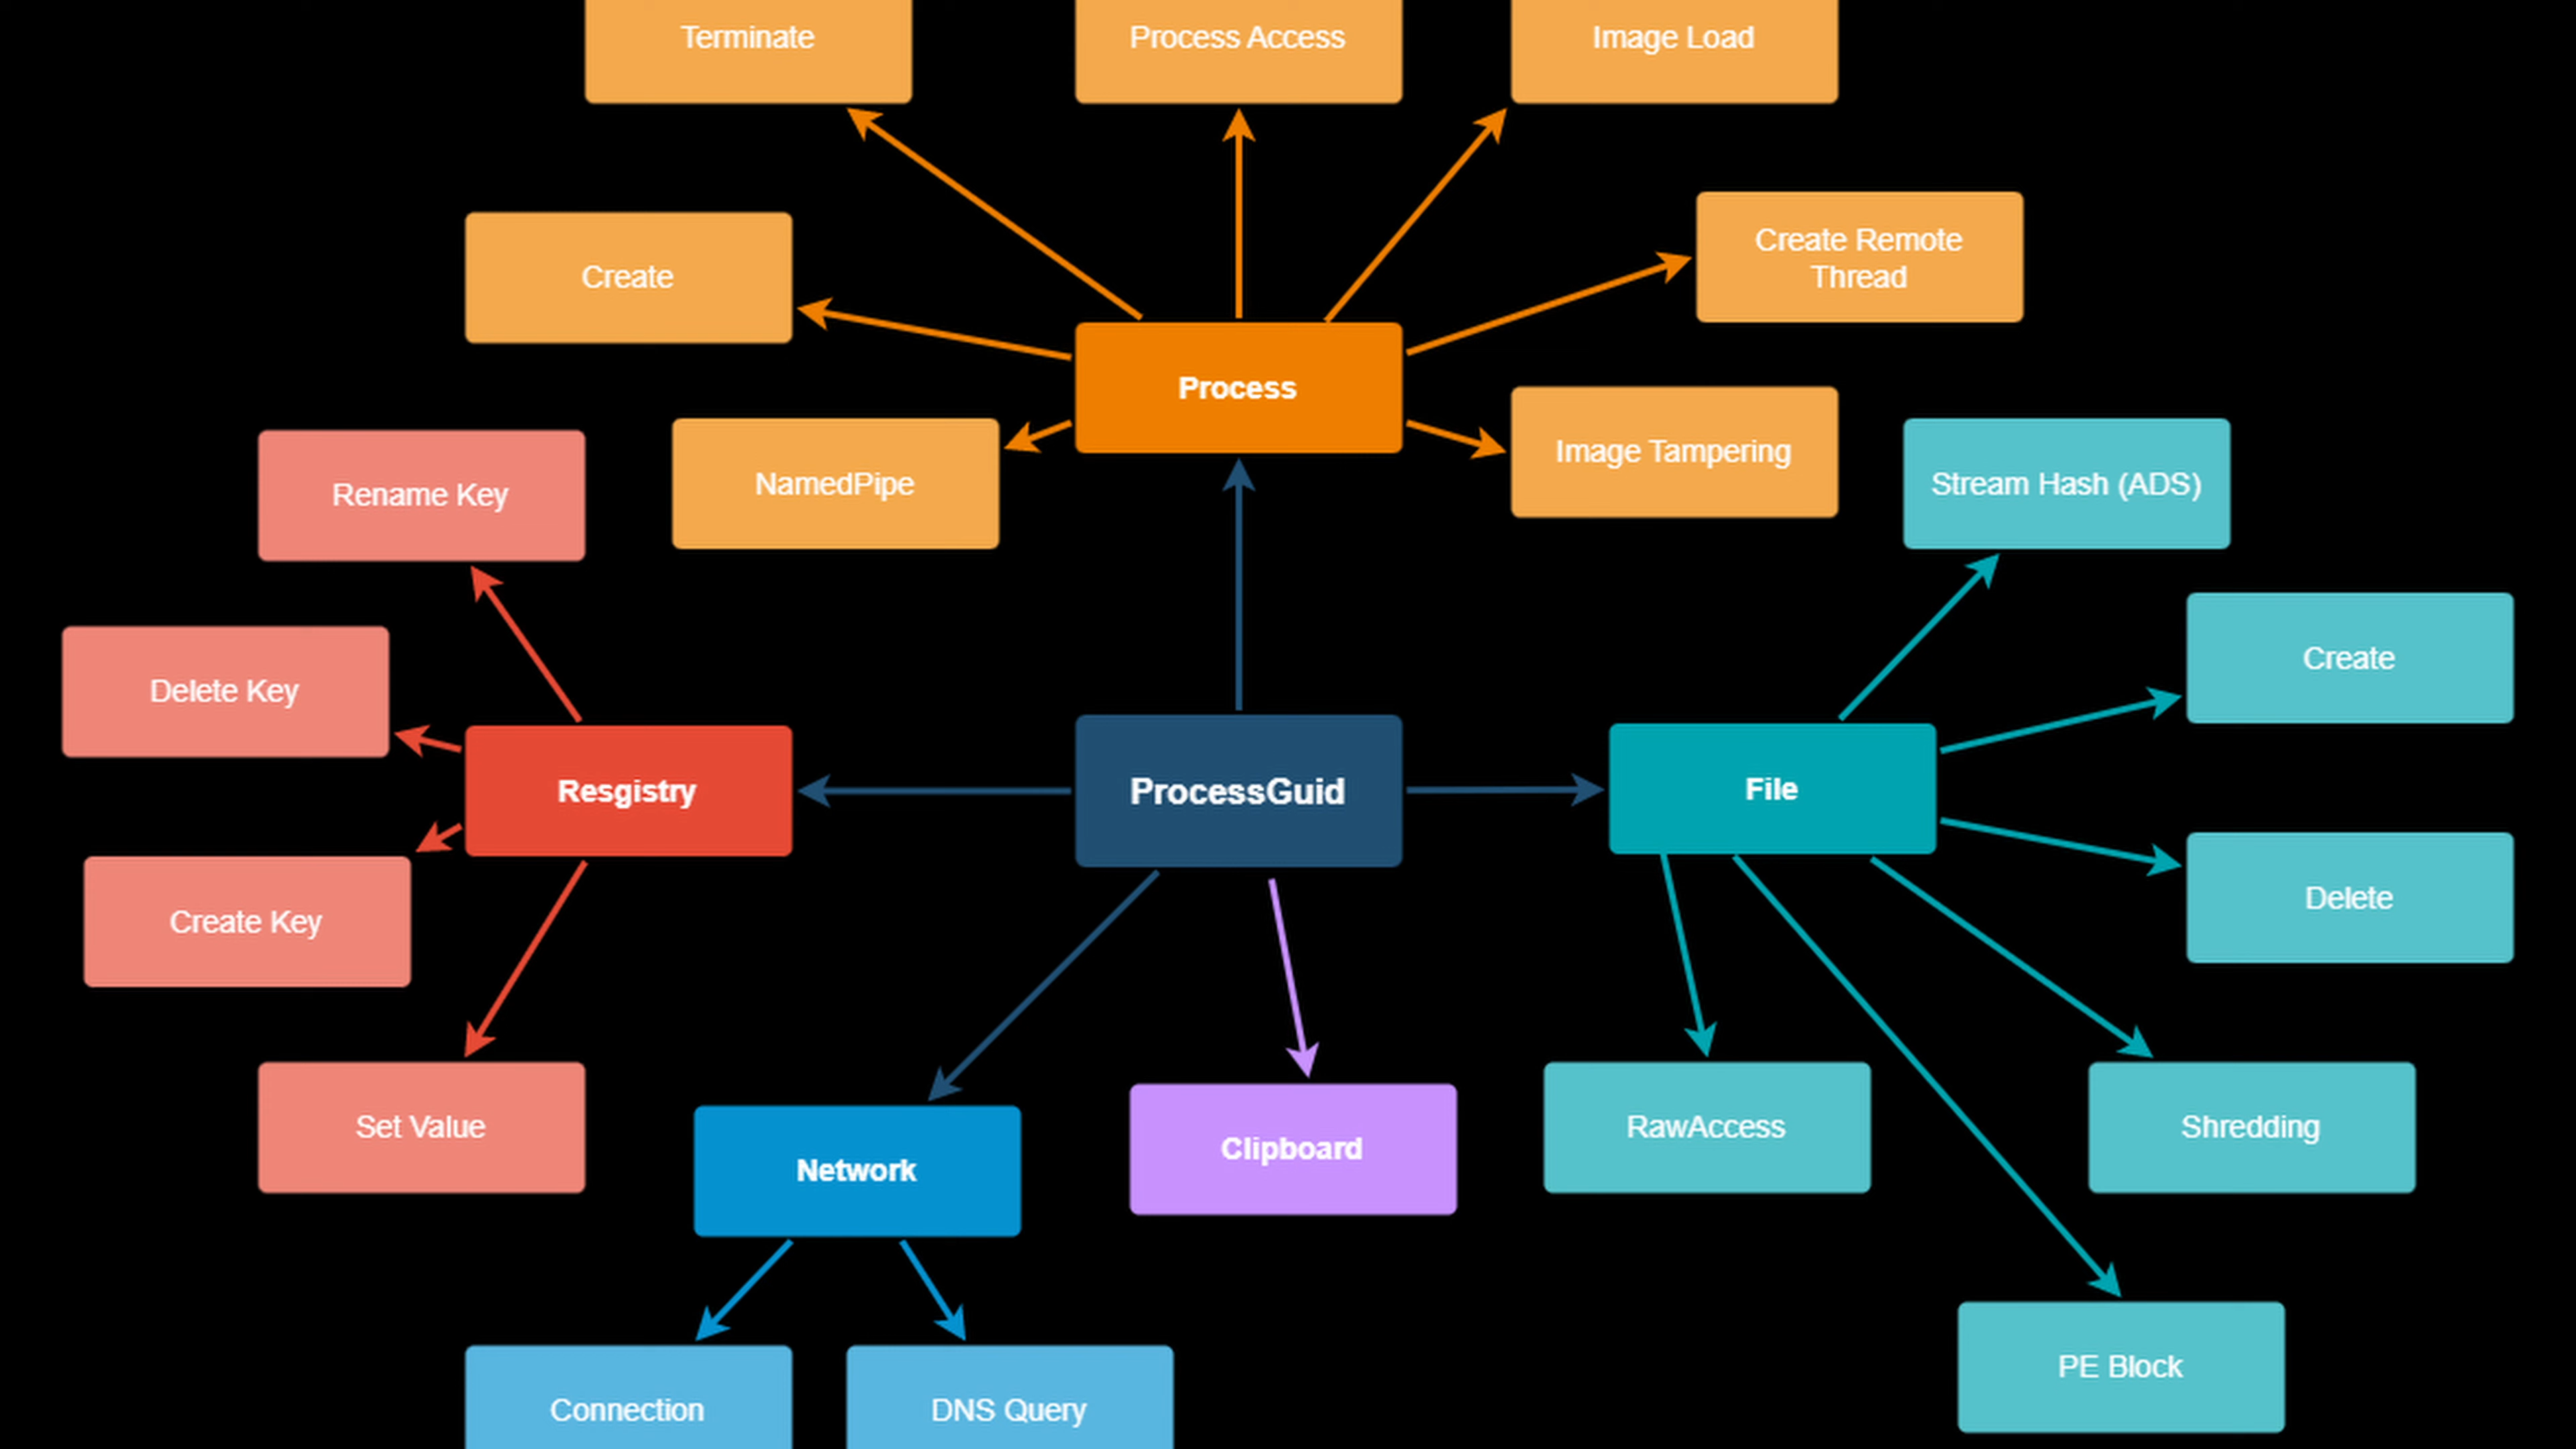 Terminate
Process Access
Image Load
Create
Create Remote
Thread
Process
Image Tampering
NamedPipe
Rename Key
Stream Hash (ADS)
Delete Key
Create
Resgistry
ProcessGuid
File
Create Key
Delete
Set Value
Network
Clipboard
RawAccess
Shredding
PE Block
Connection
DNS Query